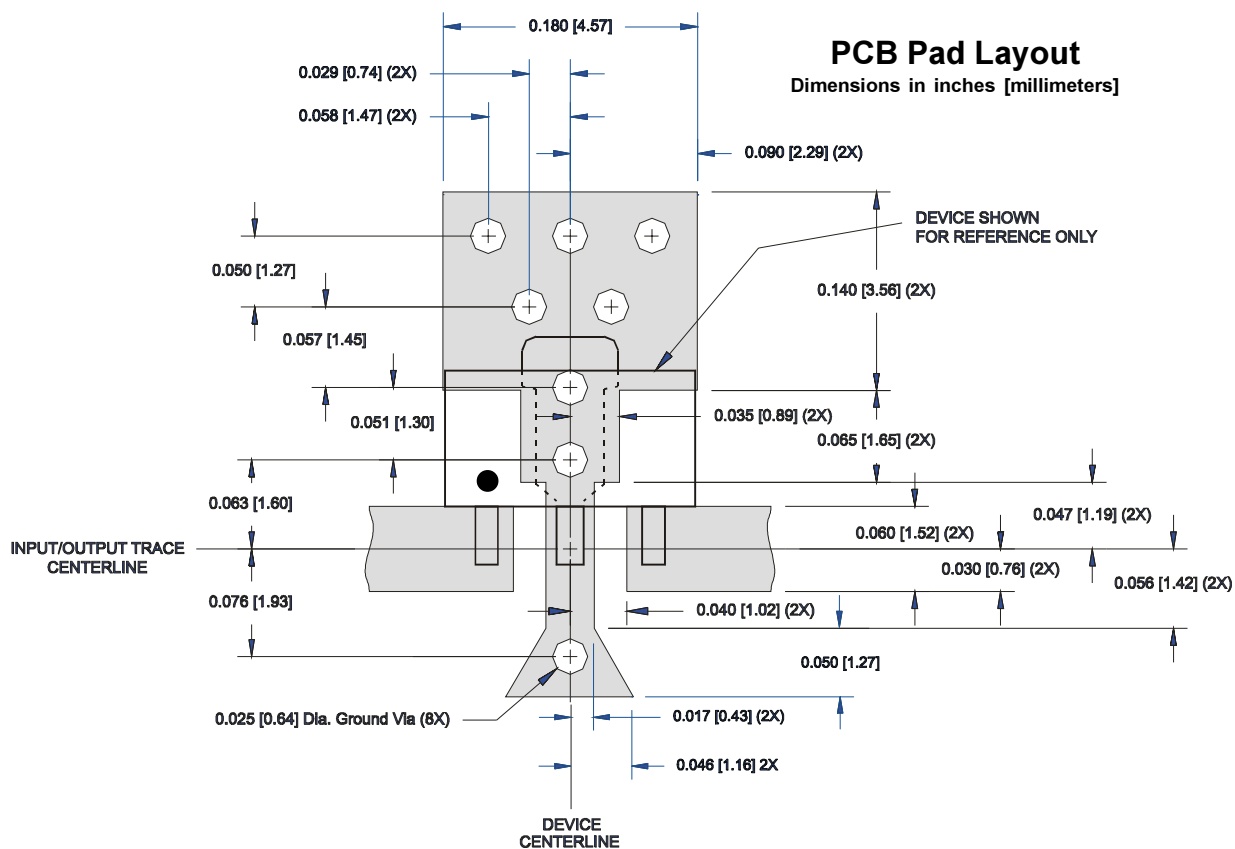 0.180 [4.57]
PCB Pad Layout
Dimensions in inches [millimeters]
0.029 [0.74] (2X)
0.058 [1.47] (2X)
0.090 [2.29] (2X)
DEVICE SHOWN
FOR REFERENCE ONLY
0.050 [1.27]
0.140 [3.56] (2X)
0.057 [1.45]
0.051 [1.30]
0.035 [0.89] (2X)
0.065 [1.65] (2X)
0.063 [1.60]
0.047 [1.19] (2X)
0.060 [1.52] (2X)
INPUT/OUTPUT TRACE
CENTERLINE
0.030 [0.76] (2X)
0.056 [1.42] (2X)
0.076 [1.93]
0.040 [1.02] (2X)
0.050 [1.27]
0.025 [0.64] Dia. Ground Via (8X)
0.017 [0.43] (2X)
0.046 [1.16] 2X
DEVICE
CENTERLINE